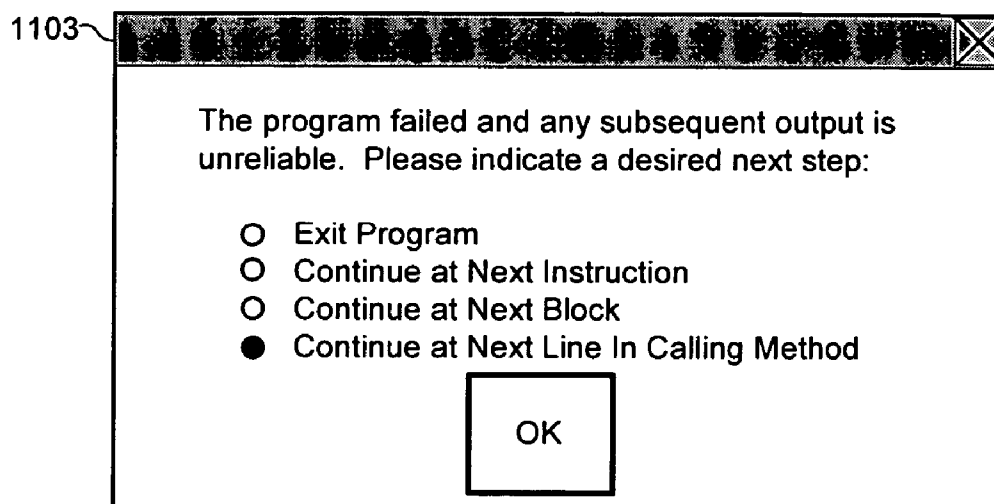 1103
The program failed and any subsequent output is
unreliable. Please indicate a desired next step:
Exit Program
Continue at Next Instruction
Continue at Next Block
Continue at Next Line In Calling Method
OK